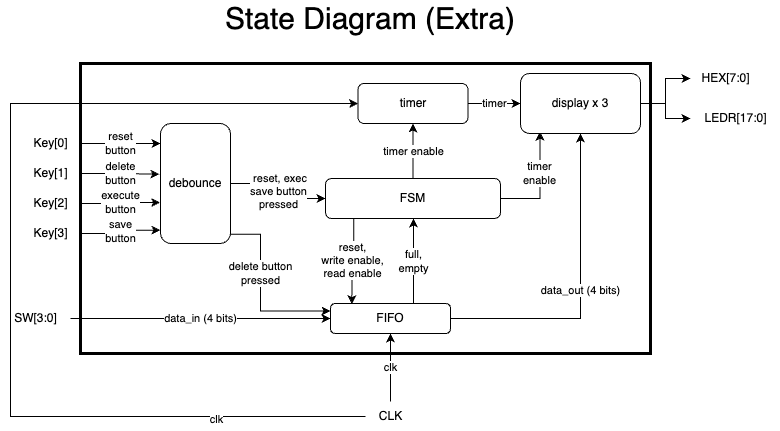 State Diagram (Extra)
HEX[7:0]
LEDR[17:0]
timer
timer
display x 3
Key[0]
reset
button
Key[1]
delete
button
Key[2]
execute
button
Key[3]
save
button
debounce
timer enable
timer
enable
reset, exec
save button
pressed
FSM
delete button
pressed
reset,
write enable,
read enable
full,
empty
data_out (4 bits)
SW[3:0]
data_in (4 bits)
FIFO
clk
CLK
clk